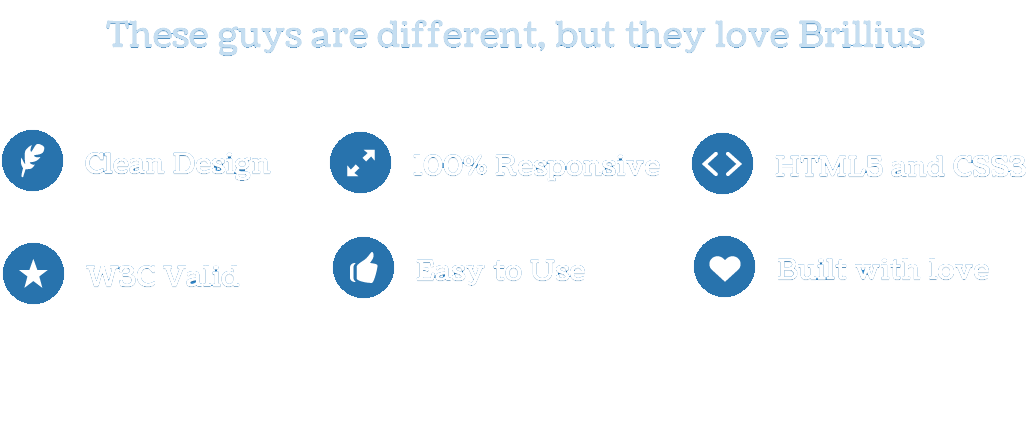 These guys are different, but they love Brillius
Clean Design
100% Responsive
HTML5 and CSS3
W3C Valid
Easy to Use
Built with love